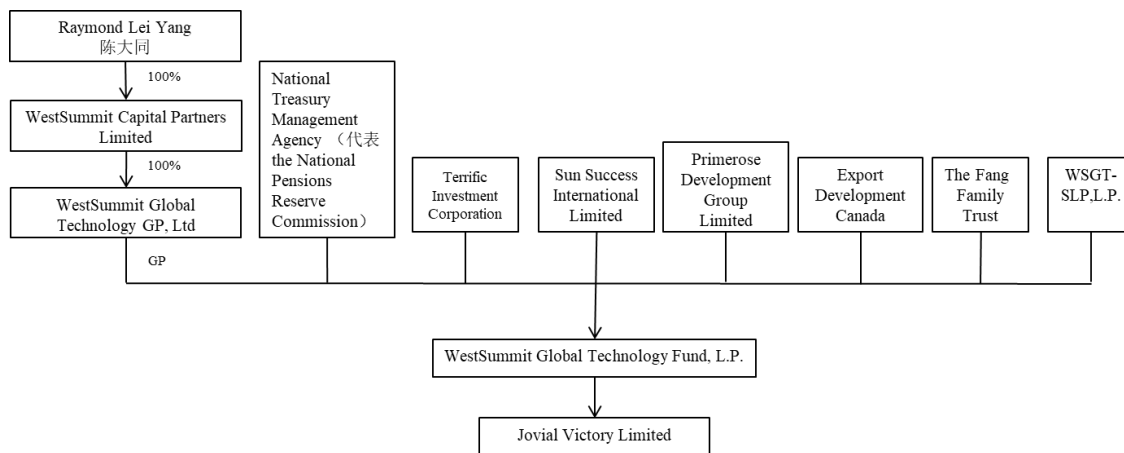 Raymond Lei Yang
陈大同
100%
WestSummit Capital Partners
Limited
100%
WestSummit Global
Technology GP, Ltd
GP
National
Treasury
Management
Agency （代表
the National
Pensions
Reserve
Commission）
Terrific
Investment
Corporation
Sun Success
International
Limited
Primerose
Development
Group
Limited
Export
Development
Canada
The Fang
Family
Trust
WSGT-
SLP,L.P.
WestSummit Global Technology Fund, L.P.
Jovial Victory Limited